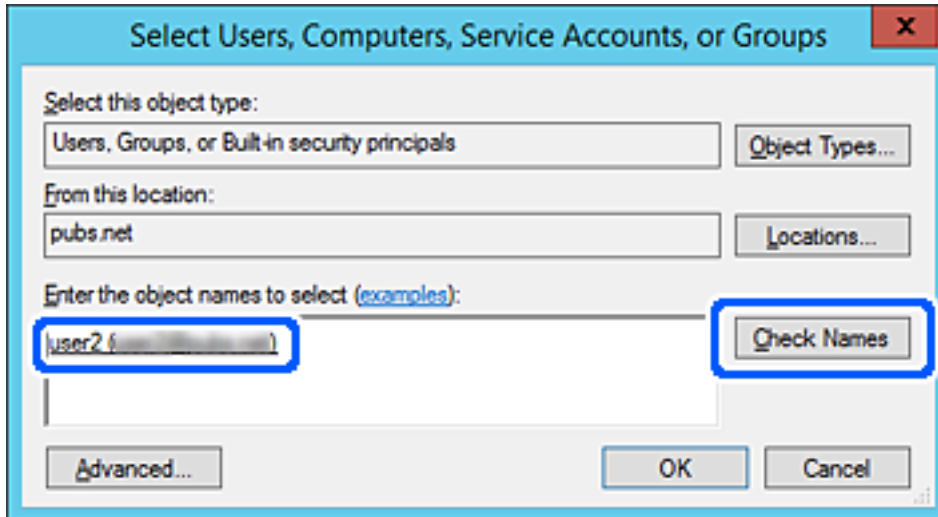 Select Users, Computers, Service Accounts, or Groups
x
Select this object type:
Users, Groups, or Built-in security principals
Object Types...
From this location:
pubs.net
Locations...
Enter the object names to select (examples):
user2 (
Check Names
Advanced...
OK
Cancel